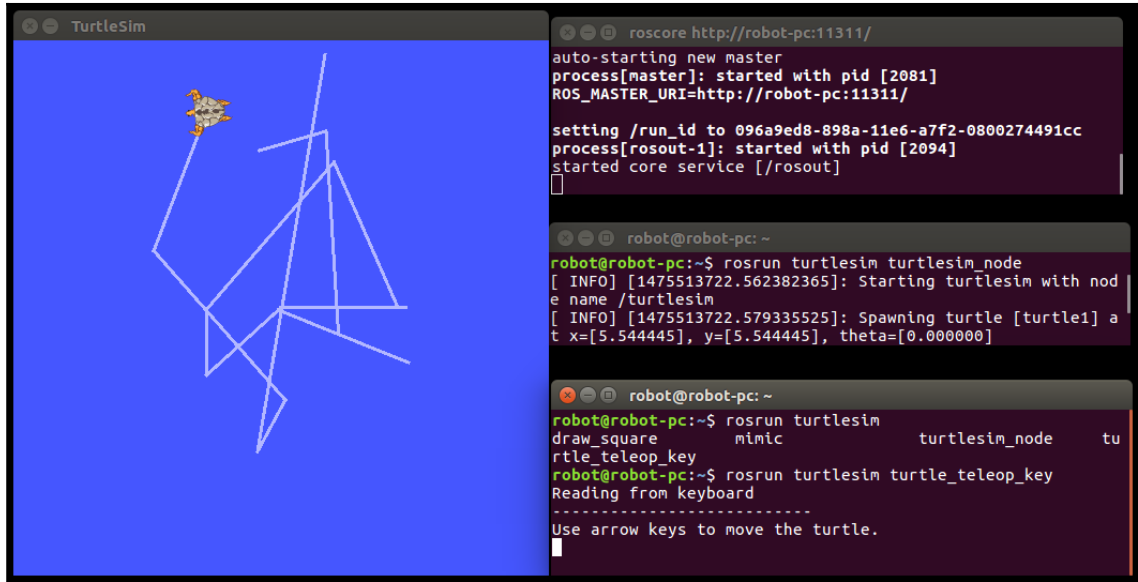 TurtleSim
roscore http://robot-pc:11311/
auto-starting new master
process[master]: started with pid [2081]
ROS_MASTER_URI=http://robot-pc:11311/
setting /run_id to 096a9ed8-898a-11e6-a7f2-0800274491cc
process[rosout-1]: started with pid [2094]
started core service [/rosout]
robot@robot-pc: ~
robot@robot-pc:~$ rosrun turtlesim turtlesim_node
[ INFO] [1475513722.562382365]: Starting turtlesim with nod
e name /turtlesim
[ INFO] [1475513722.579335525]: Spawning turtle [turtle1] a
t x=[5.544445], y=[5.544445], theta=[0.000000]
robot@robot-pc: ~
robot@robot-pc:~$ rosrun turtlesim
draw_square mimic turtlesim_node tu
rtle_teleop_key
robot@robot-pc:~$ rosrun turtlesim turtle_teleop_key
Reading from keyboard
---------------------------
Use arrow keys to move the turtle.